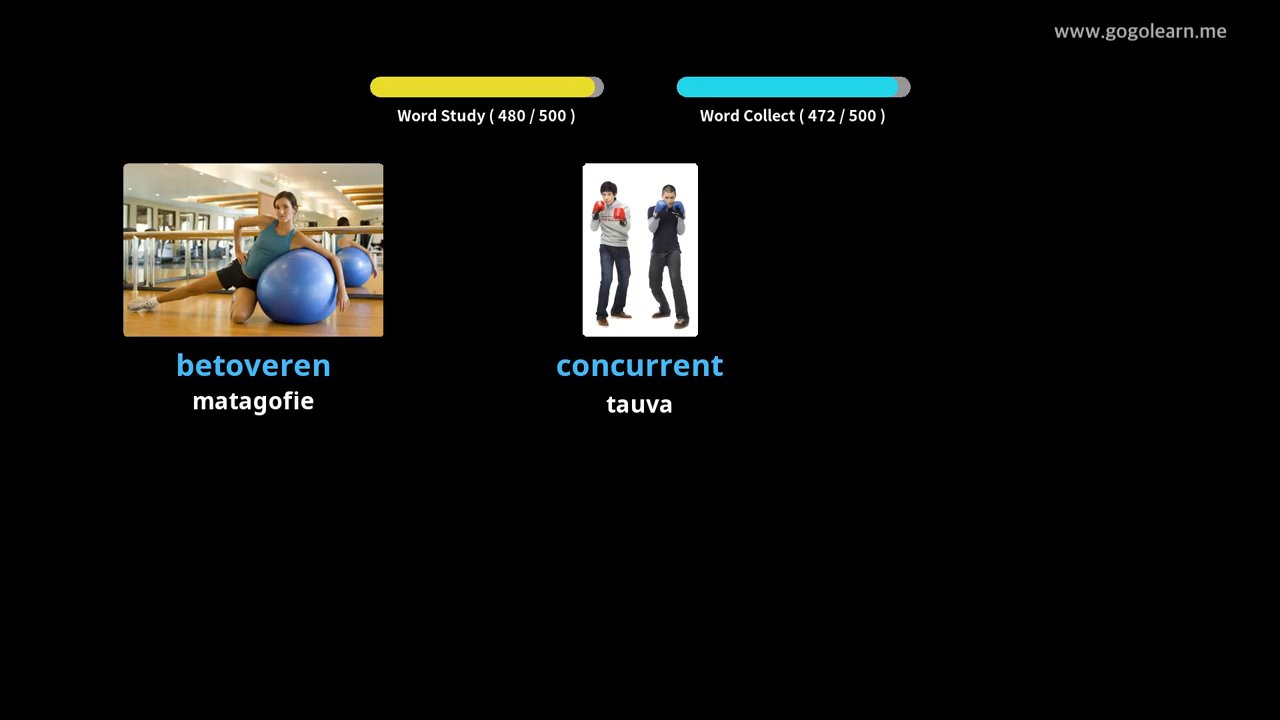 www.gogolearn.me
Word Study ( 480 / 500 )
Word Collect ( 472 / 500 )
betoveren
matagofie
concurrent
tauva